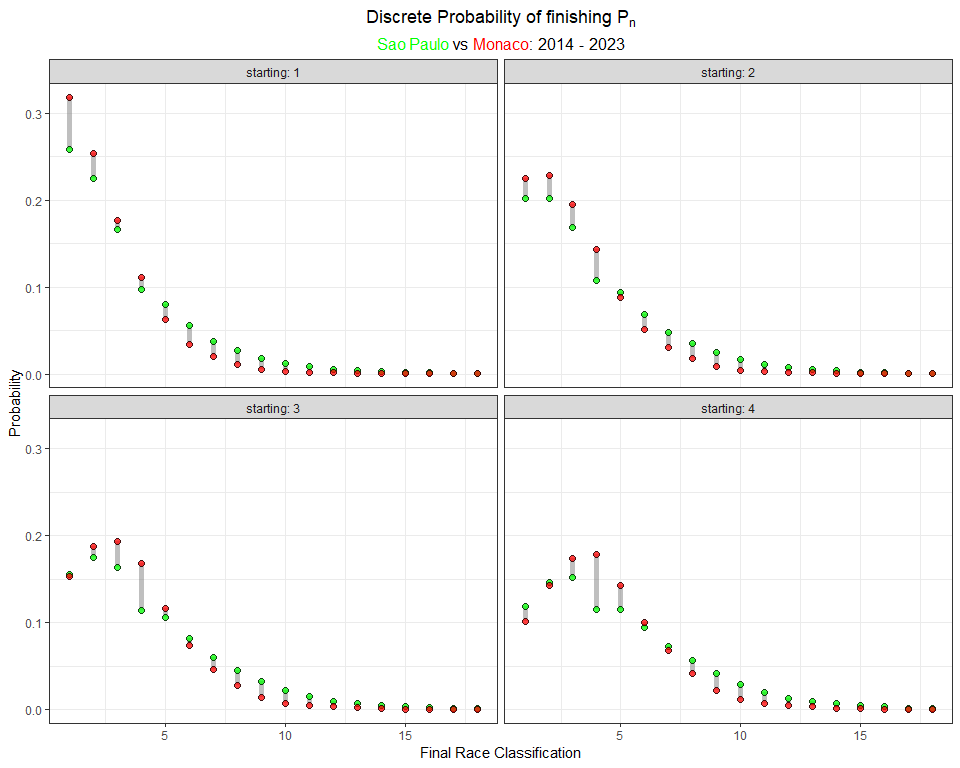 Discrete Probability of finishing Pn
Sao Paulo vs Monaco: 2014 - 2023
starting: 1
starting: 2
0.3
0.2
0.1
0.0
starting: 3
starting: 4
0.3
0.2
0.1
0.0
Probability
5
10
15
5
10
15
Final Race Classification